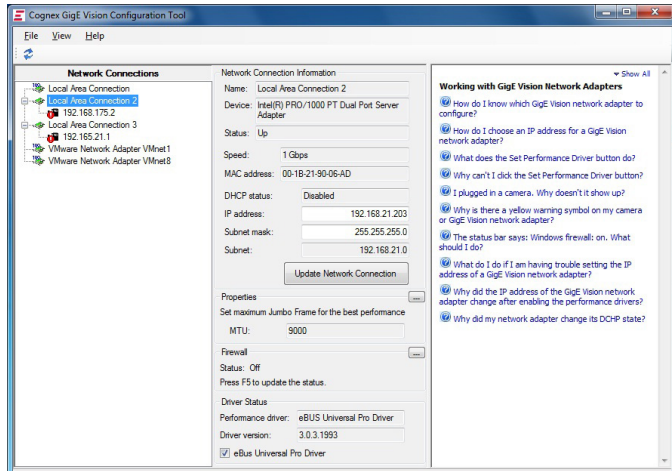 Cognex GigE Vision Configuration Tool
File View Help
Network Connections
Local Area Connection
Local Area Connection 2
192.168.175.2
Local Area Connection 3
192.165.21.1
VMware Network Adapter VMnet1
VMware Network Adapter VMnet8
Network Connection Information
Name: Local Area Connection 2
Device: Intel(R) PRO/1000 PT Dual Port Server
Adapter
Status: Up
Speed: 1 Gbps
MAC address: 00-1B-21-90-06-AD
DHCP status: Disabled
IP address: 192.168.21.203
Subnet mask: 255.255.255.0
Subnet: 192.168.21.0
Update Network Connection
Properties ...
Set maximum Jumbo Frame for the best performance
MTU: 9000
Firewall ...
Status: Off
Press F5 to update the status.
Driver Status
Performance driver: eBUS Universal Pro Driver
Driver version: 3.0.3.1993
eBus Universal Pro Driver
Show All
Working with GigE Vision Network Adapters
How do I know which GigE Vision network adapter to
configure?
How do I choose an IP address for a GigE Vision
network adapter?
What does the Set Performance Driver button do?
Why can't I click the Set Performance Driver button?
I plugged in a camera. Why doesn't it show up?
Why is there a yellow warning symbol on my camera
or GigE Vision network adapter?
The status bar says: Windows firewall: on. What
should I do?
What do I do if I am having trouble setting the IP
address of a GigE Vision network adapter?
Why did the IP address of the GigE Vision network
adapter change after enabling the performance drivers?
Why did my network adapter change its DCHP state?